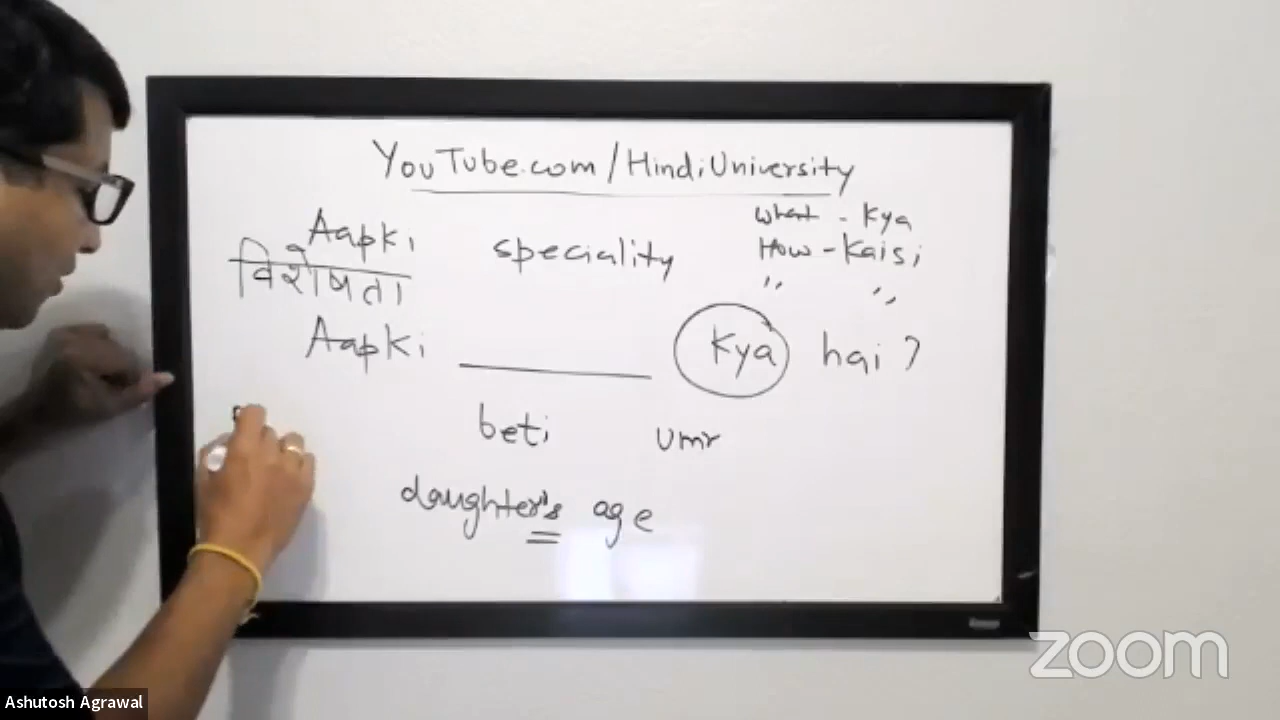 YouTube.com/HindiUniversity
What - Kya
Aapki speciality How - Kaisi
विशेषता " "
Aapki ______ Kya hai ?
beti umr
daughter's age
zoom
Ashutosh Agrawal